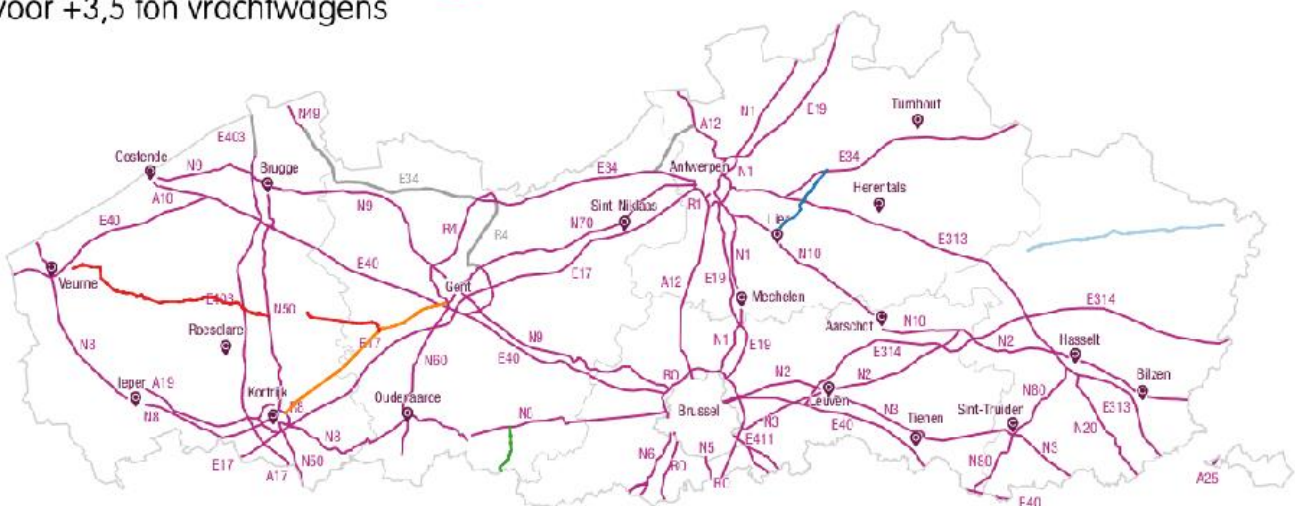 voor +3,5 ton vrachtwagens
N49
A12
N1
E19
Turnhout
E403
Oostende
N9
Brugge
E34
E34
Antwerpen
N1
E34
Herentals
A10
N9
R4
R4
Sint Niklaas
N70
R1
Lier
E40
E40
E17
A12
E19
N1
N10
E313
Veurne
Gent
Mechelen
E403
N50
E314
Roeselare
E17
N9
E40
N1
E19
Aarschot
N10
E314
N2
Hasselt
N8
N60
R0
N2
N2
Bilzen
Ieper
A19
Kortrijk
R8
Brussel
Leuven
N80
E313
N8
N3
Tienen
Sint-Truiden
N20
N8
N3
E40
E411
N3
E17
A17
N50
N6
R0
N5
R0
N80
E40
A25